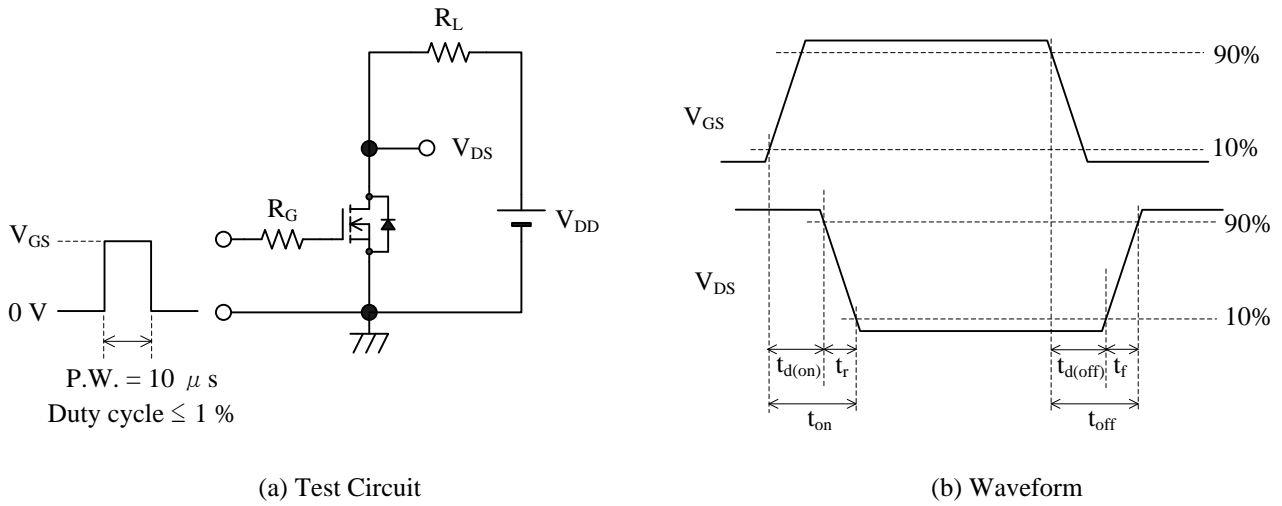 R_L
V_DS
R_G
V_DD
V_GS
0 V
P.W. = 10 μ s
Duty cycle ≤ 1 %
(a) Test Circuit
90%
V_GS
10%
90%
V_DS
10%
t_d(on) t_r t_d(off) t_f
t_on t_off
(b) Waveform